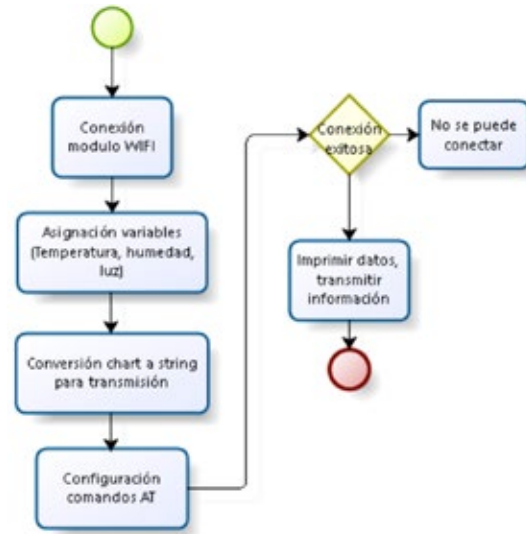 Conexión
modulo WIFI
Asignación variables
(Temperatura, humedad,
luz)
Conversión chart a string
para transmisión
Configuración
comandos AT
Conexión
exitosa
No se puede
conectar
Imprimir datos,
transmitir
información